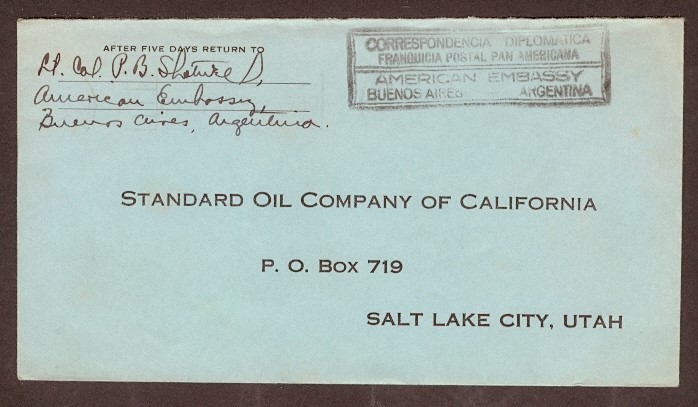 AFTER FIVE DAYS RETURN TO
Lt. Col. P. B. 
American Embassy,
Buenos Aires, Argentina.
CORRESPONDENCIA DIPLOMATICA
FRANQUICIA POSTAL PAN AMERICANA
AMERICAN EMBASSY
BUENOS AIRES ARGENTINA
STANDARD OIL COMPANY OF CALIFORNIA
P. O. BOX 719
SALT LAKE CITY, UTAH